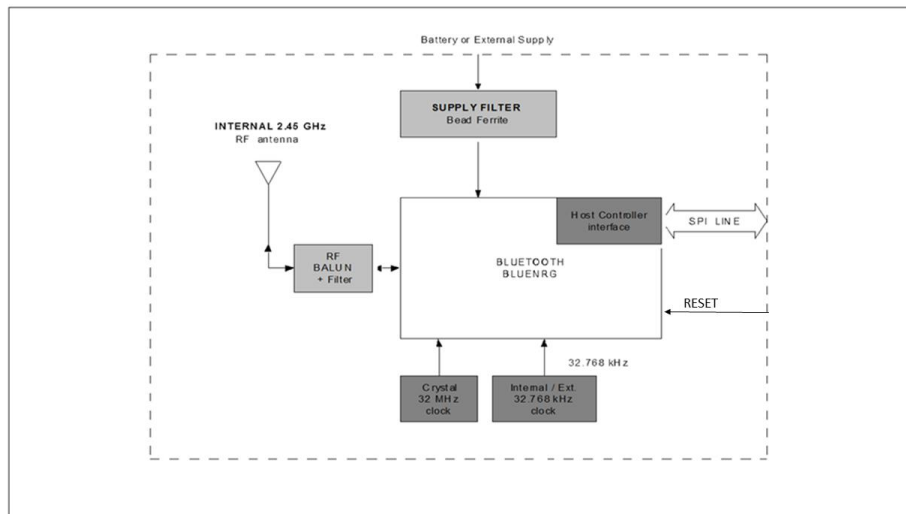 Battery or External Supply
SUPPLY FILTER
Bead Ferrite
INTERNAL 2.45 GHz
RF antenna
Host Controller
interface
SPI LINE
RF
BALUN
+ Filter
BLUETOOTH
BLUENRG
RESET
32.768 kHz
Crystal
32 MHz
clock
Internal / Ext.
32.768 kHz
clock